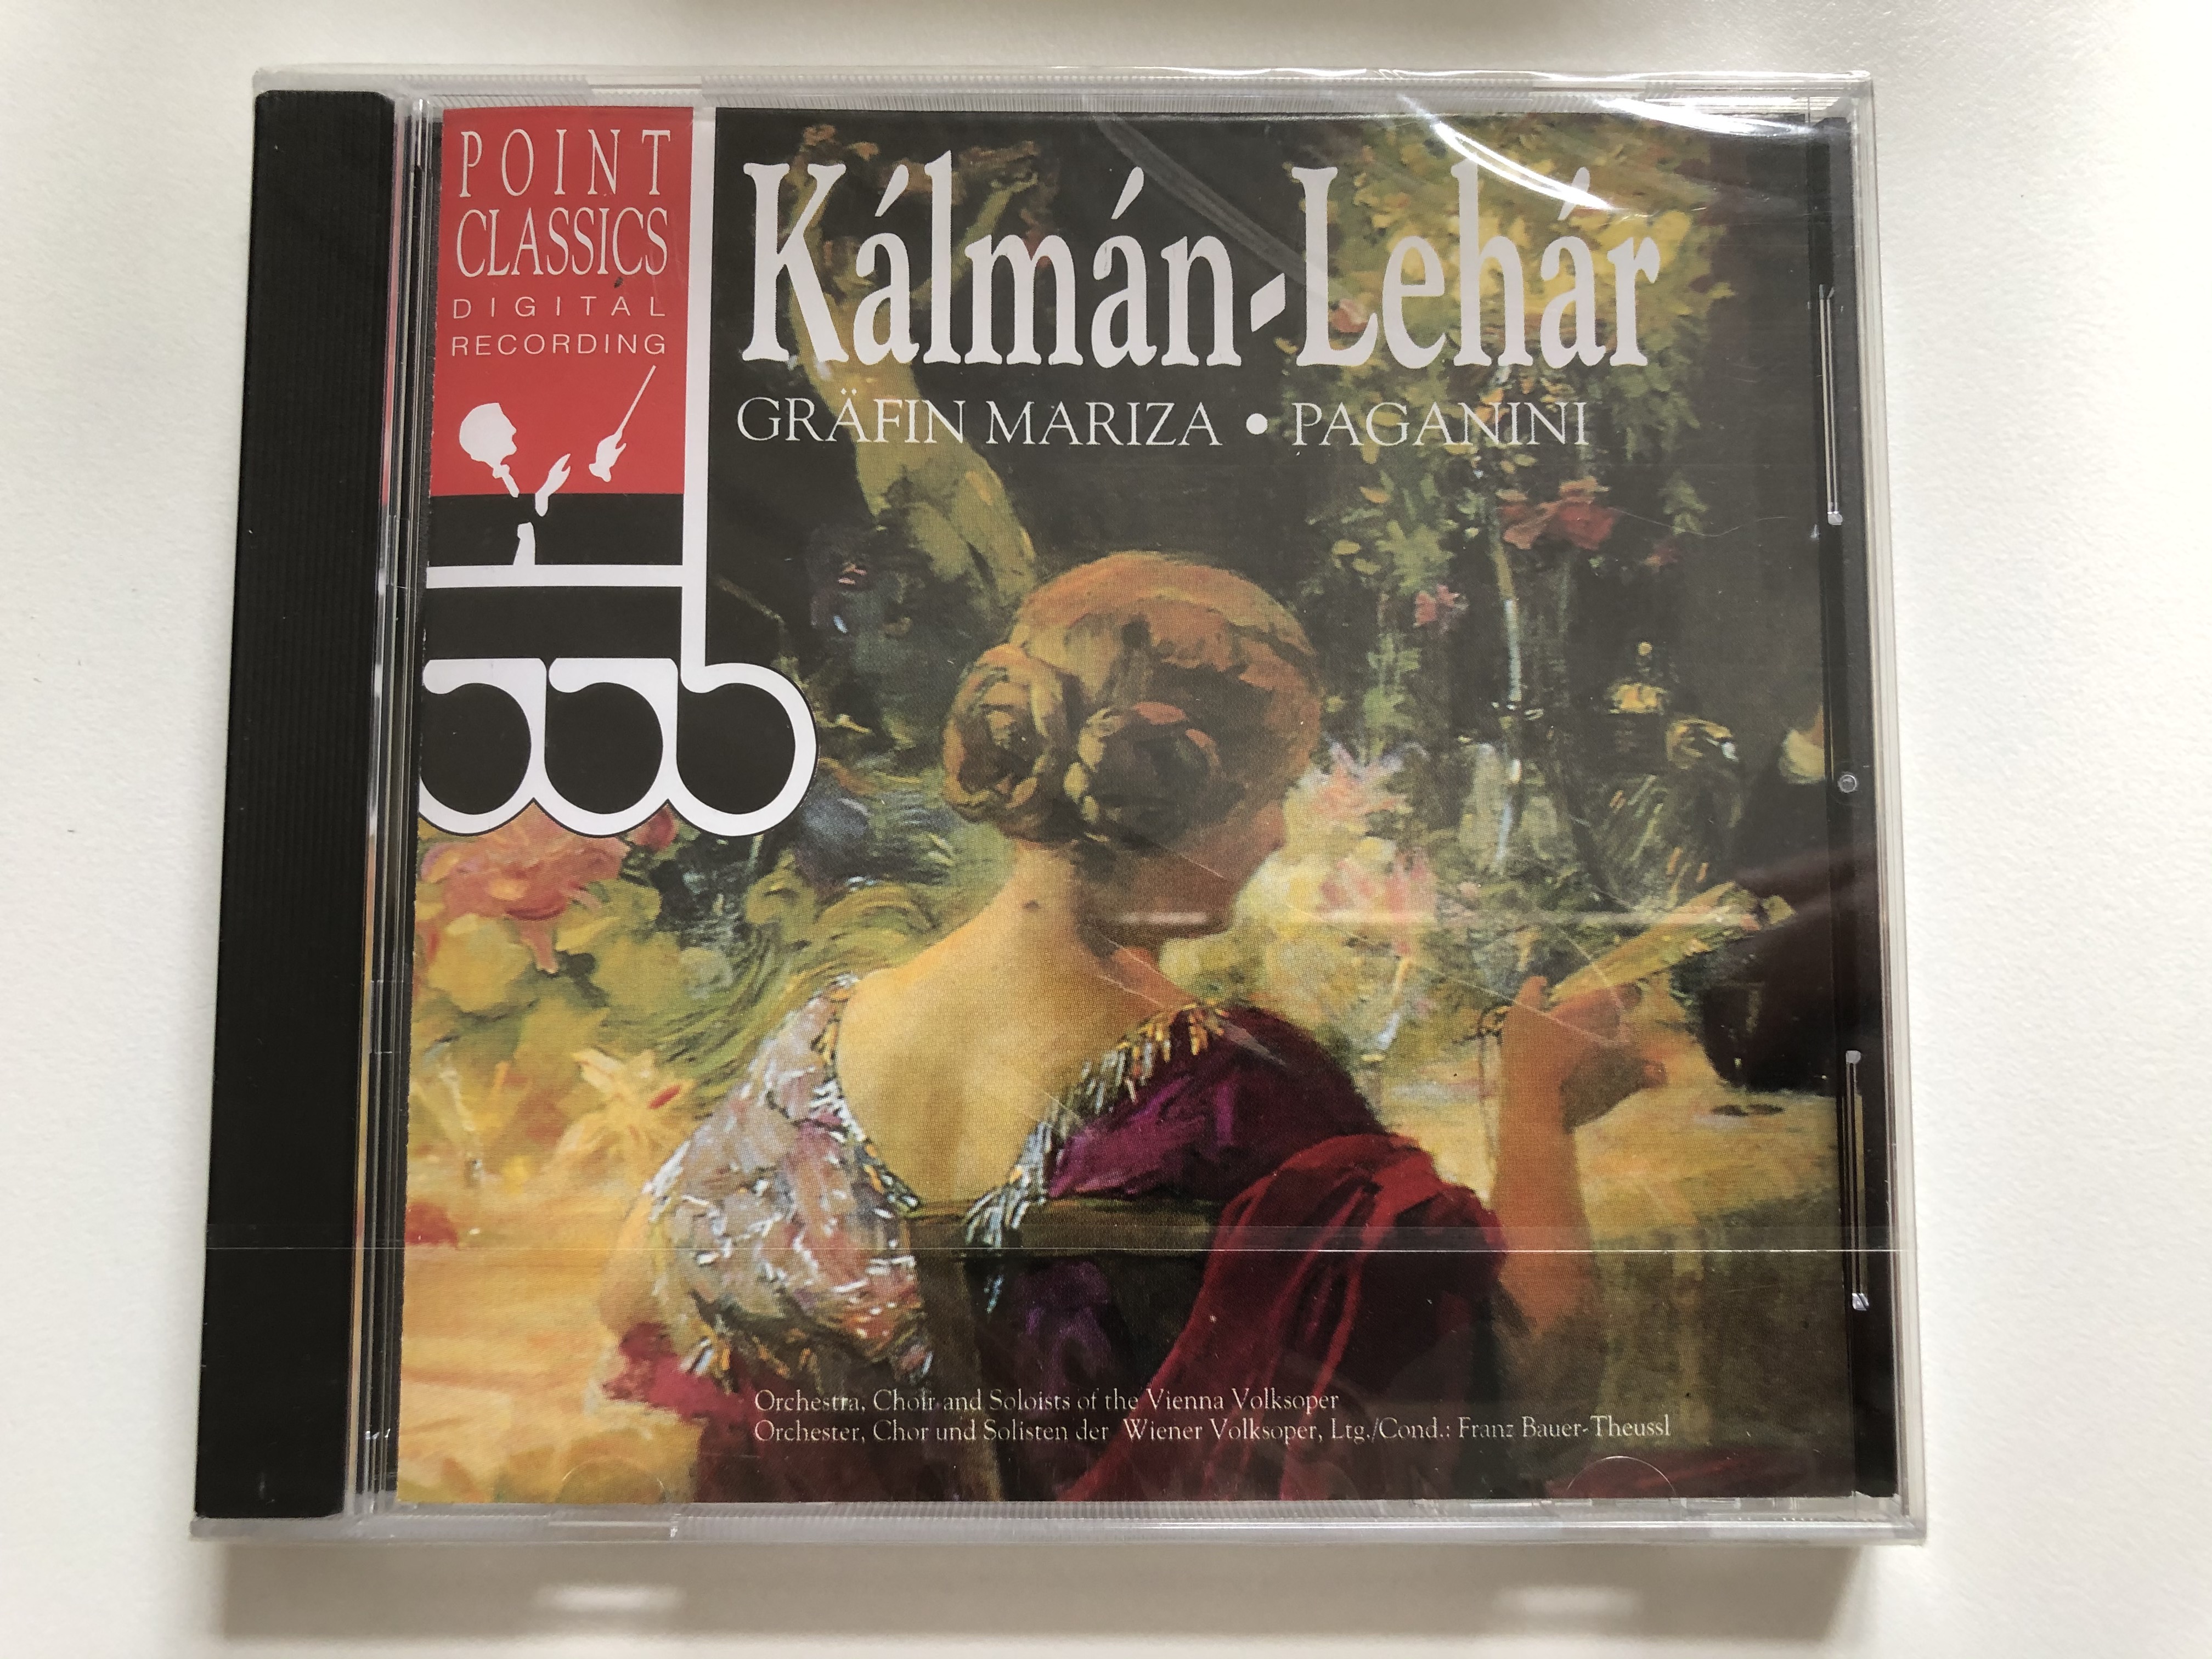 POINT
CLASSICS
DIGITAL
RECORDING
Kálmán-Lehár
GRÄFIN MARIZA • PAGANINI
Orchestra, Choir and Soloists of the Vienna Volksoper
Orchester, Chor und Solisten der Wiener Volksoper, Ltg./Cond.: Franz Bauer-Theussl